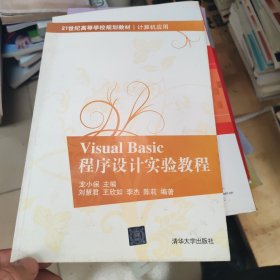 21世纪高等学校规划教材 | 计算机应用
Visual Basic
程序设计实验教程
龙小保 主编
刘慧君 王欣如 李杰 陈莉 编著
清华大学出版社